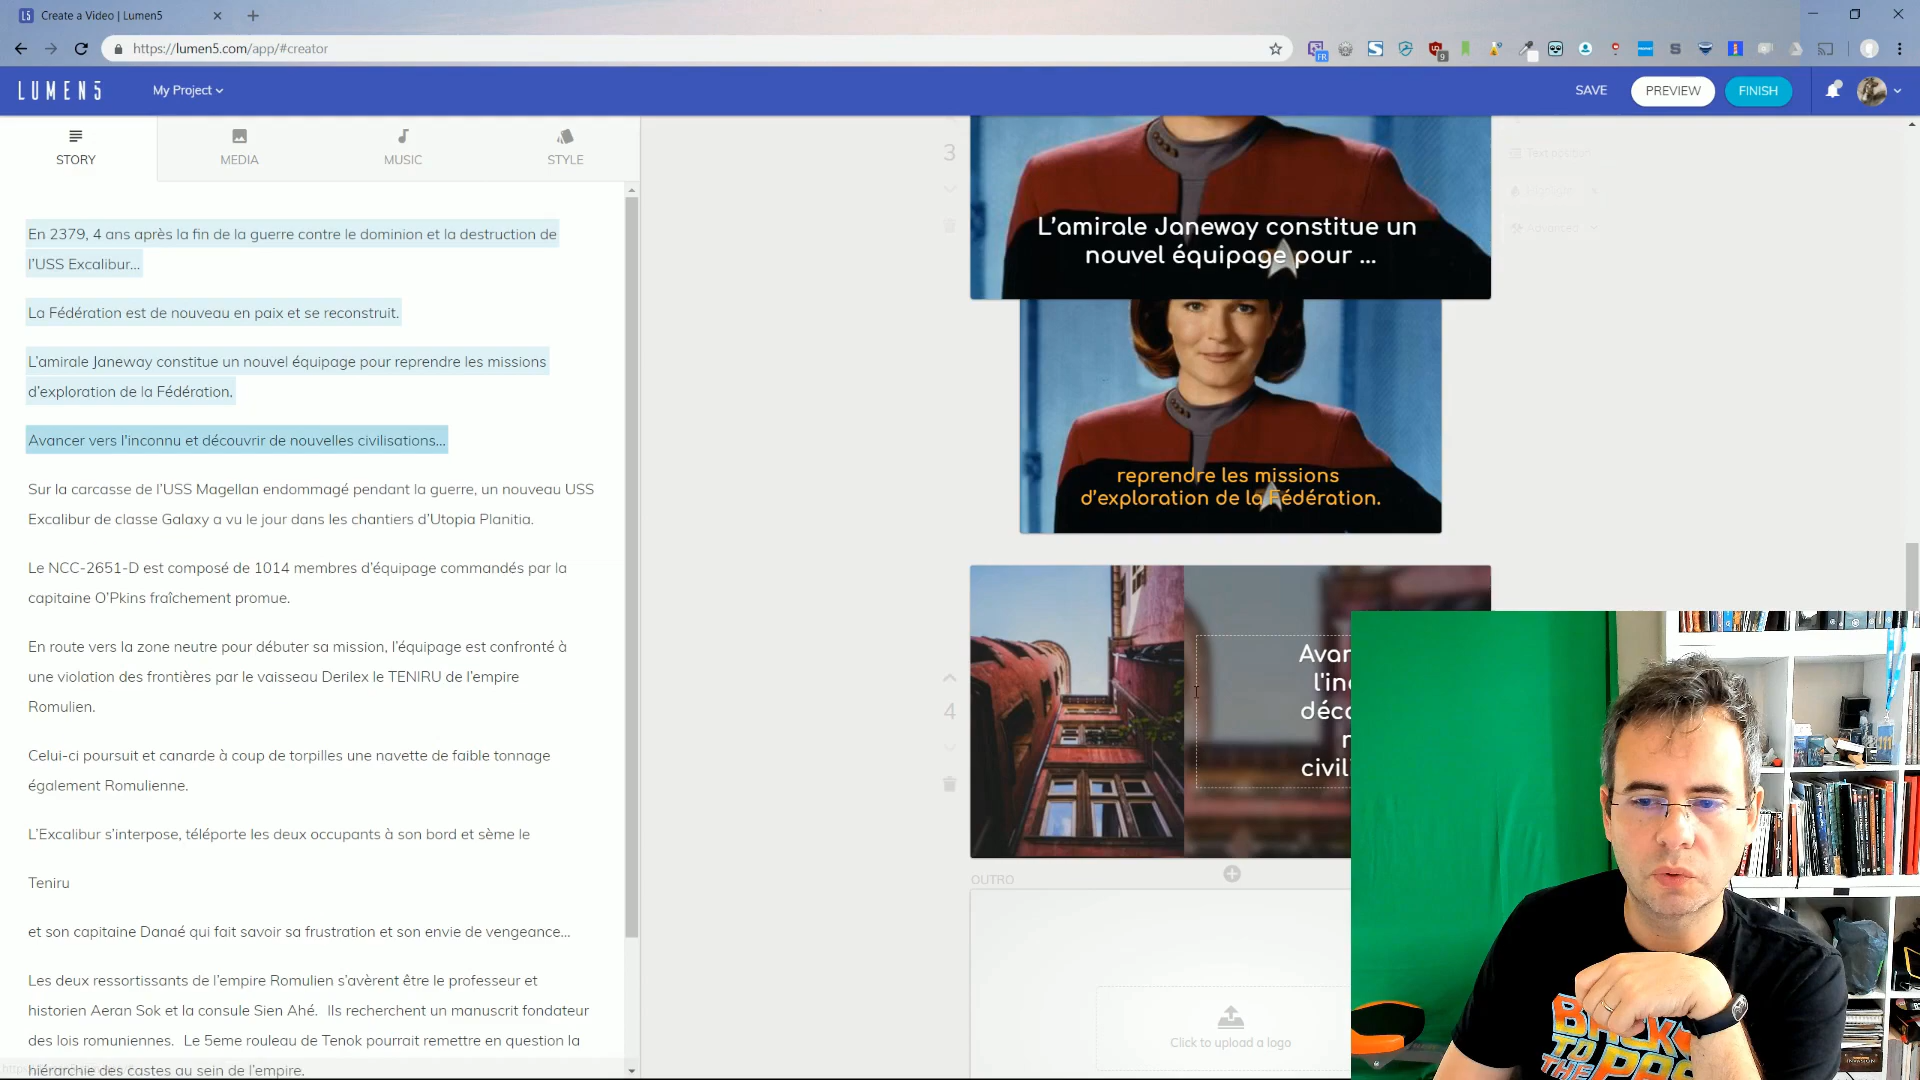 Create a Video | Lumen5
https://lumen5.com/app/#creator
FR
9
LUMEN5
My Project
SAVE
PREVIEW
FINISH
STORY
MEDIA
MUSIC
STYLE
En 2379, 4 ans après la fin de la guerre contre le dominion et la destruction de
l'USS Excalibur...
La Fédération est de nouveau en paix et se reconstruit.
L'amirale Janeway constitue un nouvel équipage pour reprendre les missions
d'exploration de la Fédération.
Avancer vers l'inconnu et découvrir de nouvelles civilisations...
Sur la carcasse de l'USS Magellan endommagé pendant la guerre, un nouveau USS
Excalibur de classe Galaxy a vu le jour dans les chantiers d'Utopia Planitia.
Le NCC-2651-D est composé de 1014 membres d'équipage commandés par la
capitaine O'Pkins fraîchement promue.
En route vers la zone neutre pour débuter sa mission, l'équipage est confronté à
une violation des frontières par le vaisseau Derilex le TENIRU de l'empire
Romulien.
Celui-ci poursuit et canarde à coup de torpilles une navette de faible tonnage
également Romulienne.
L'Excalibur s'interpose, téléporte les deux occupants à son bord et sème le
Teniru
et son capitaine Danaé qui fait savoir sa frustration et son envie de vengeance...
Les deux ressortissants de l'empire Romulien s'avèrent être le professeur et
historien Aeran Sok et la consule Sien Ahé. Ils recherchent un manuscrit fondateur
des lois romuniennes. Le 5eme rouleau de Tenok pourrait remettre en question la
hiérarchie des castes au sein de l'empire.
3
L'amirale Janeway constitue un
nouvel équipage pour ...
Text position
Advanced
reprendre les missions
d'exploration de la Fédération.
4
Avan
l'in
déco
civil
OUTRO
Click to upload a logo
BACK
TO
THE